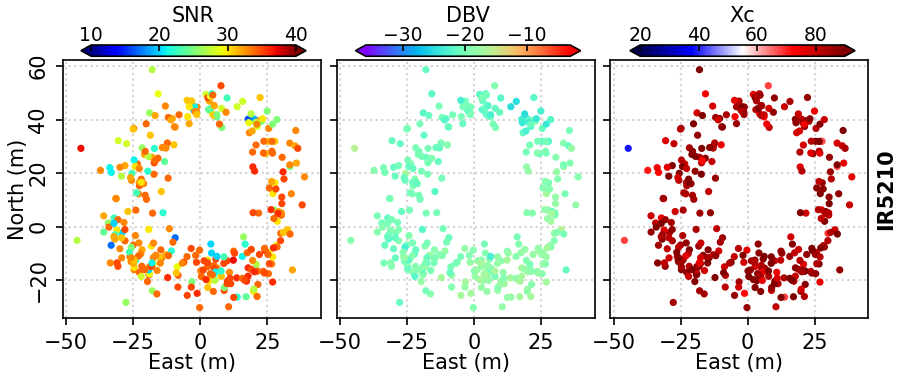 SNR DBV Xc
10 20 30 40 −30 −20 −10 20 40 60 80
60
40
20
0
−20
North (m)
IR5210
−50 −25 0 25 −50 −25 0 25 −50 −25 0 25
East (m) East (m) East (m)